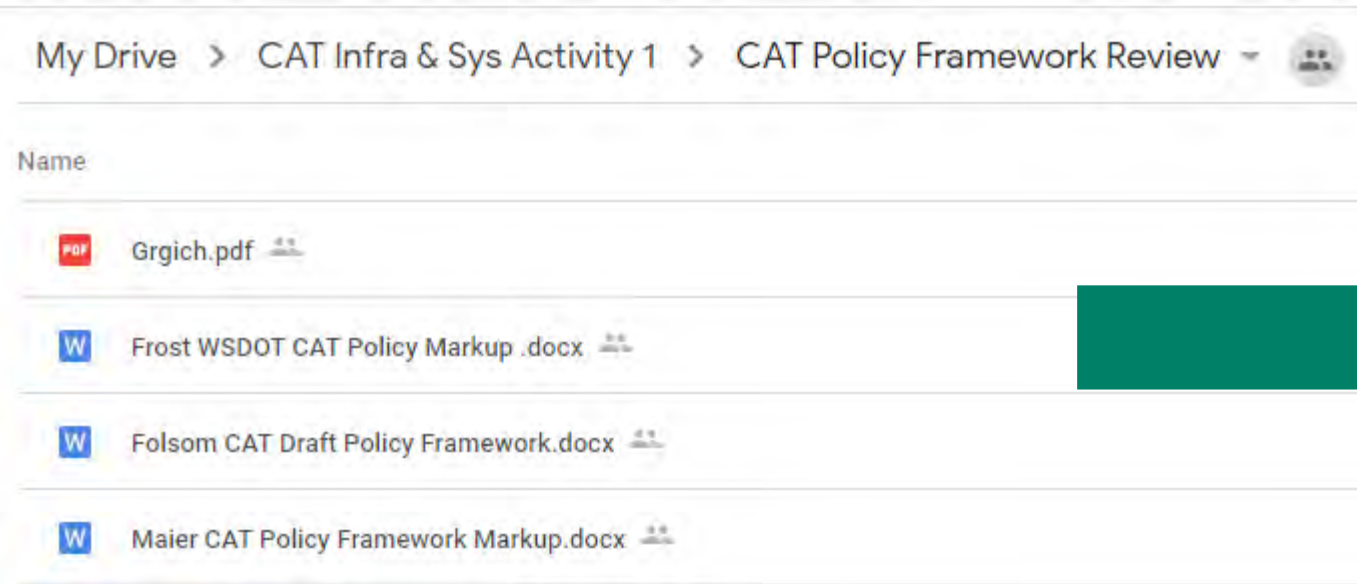 My Drive > CAT Infra & Sys Activity 1 > CAT Policy Framework Review
Name
PDF Grgich.pdf
W Frost WSDOT CAT Policy Markup .docx
W Folsom CAT Draft Policy Framework.docx
W Maier CAT Policy Framework Markup.docx